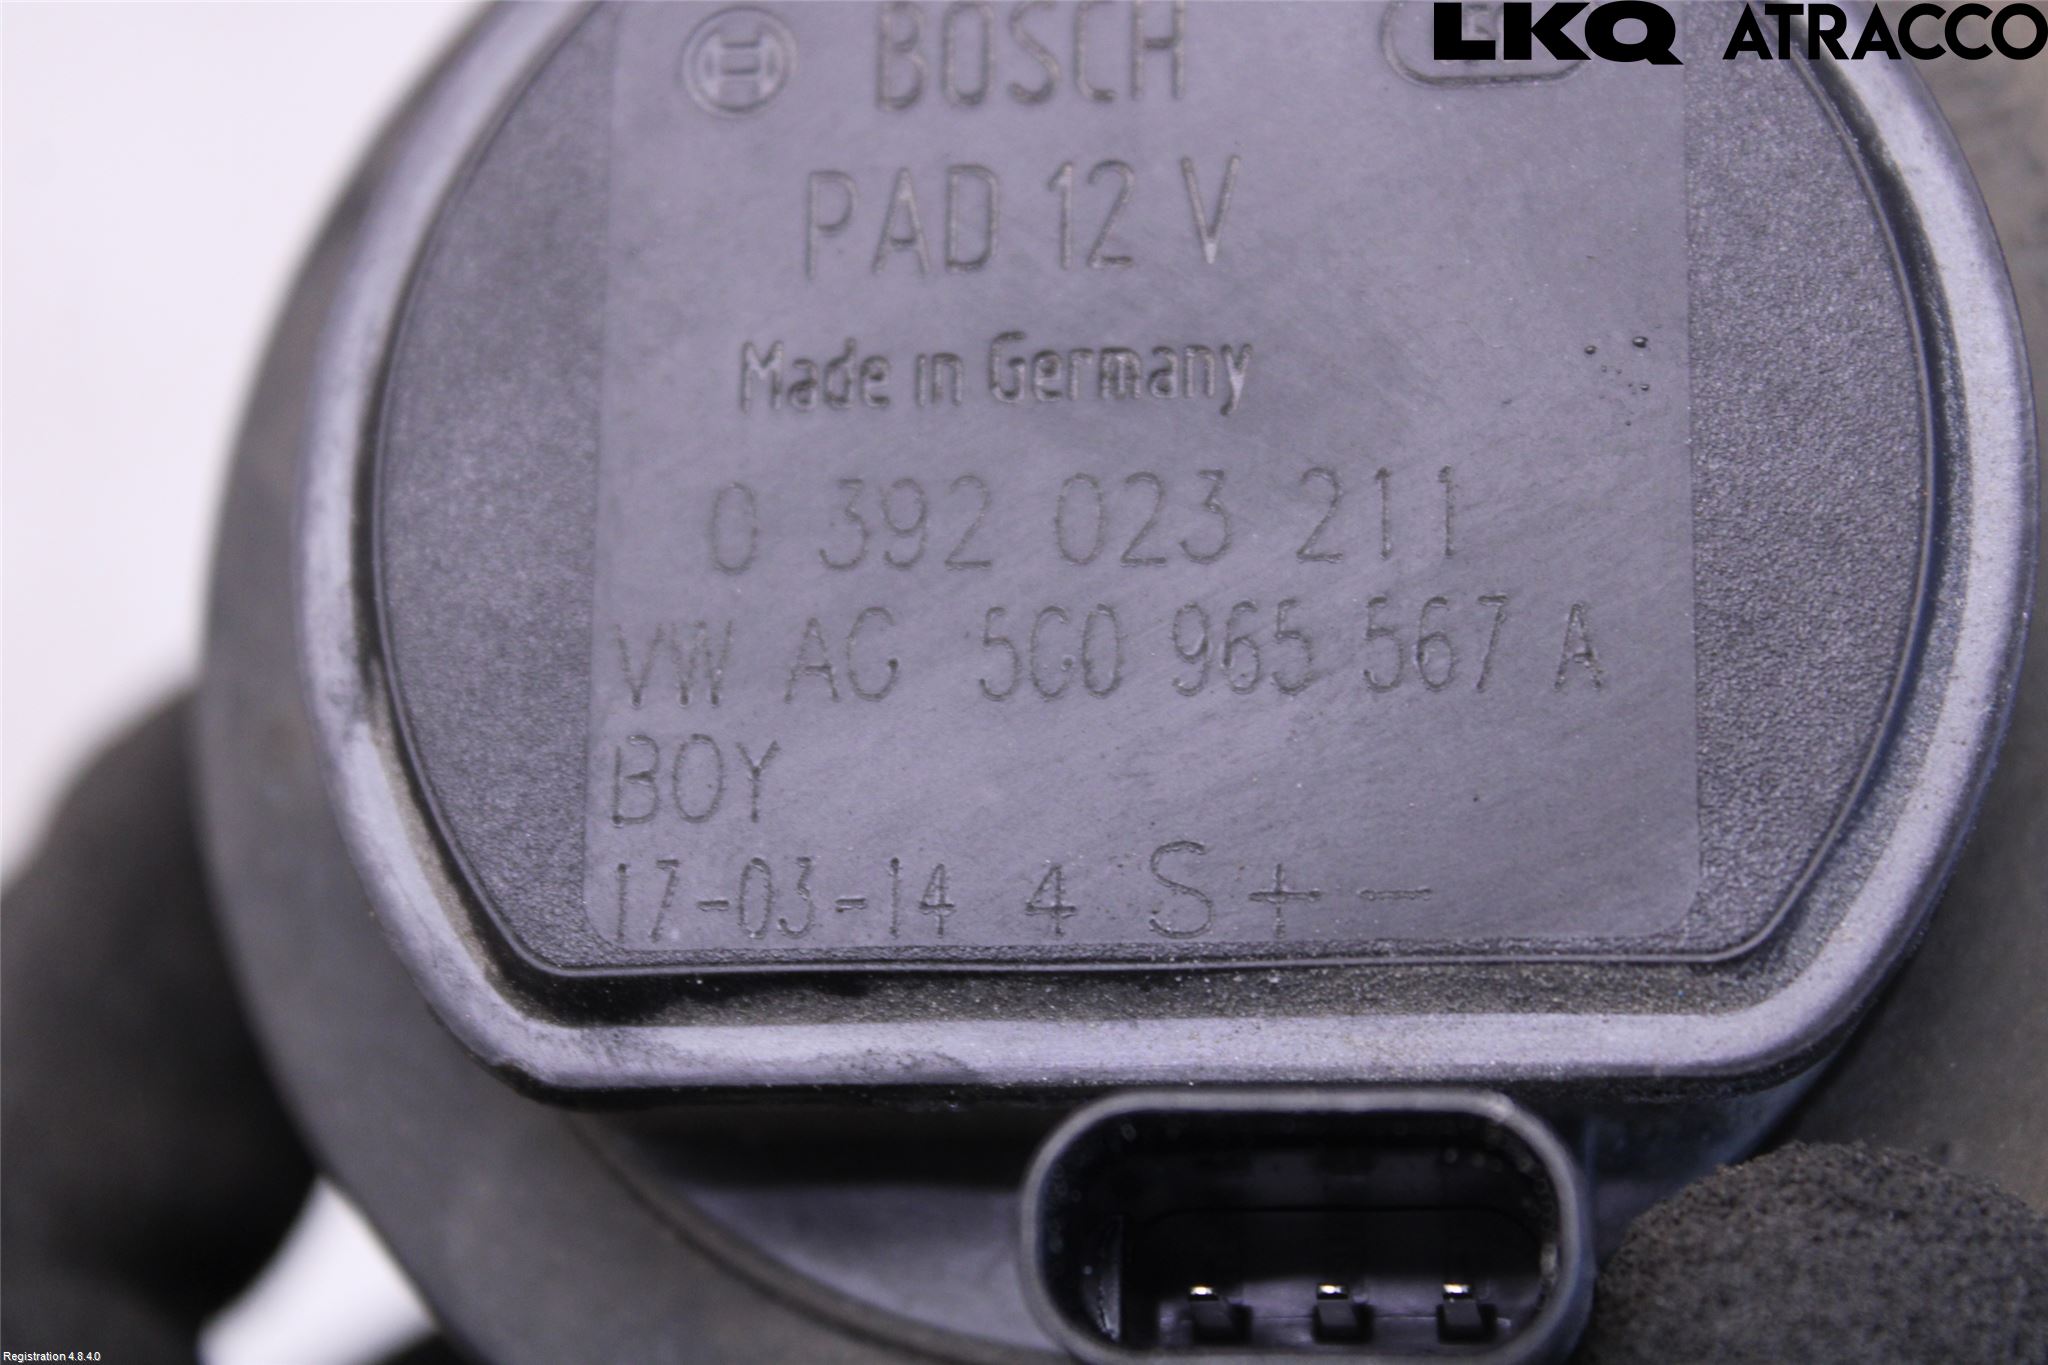 LKQ ATRACCO
BOSCH
PAD 12 V
Made in Germany
0 392 023 211
VW AG 5G0 965 567 A
BOY
17-03-14 4 S + -
Registration 4.8.4.0